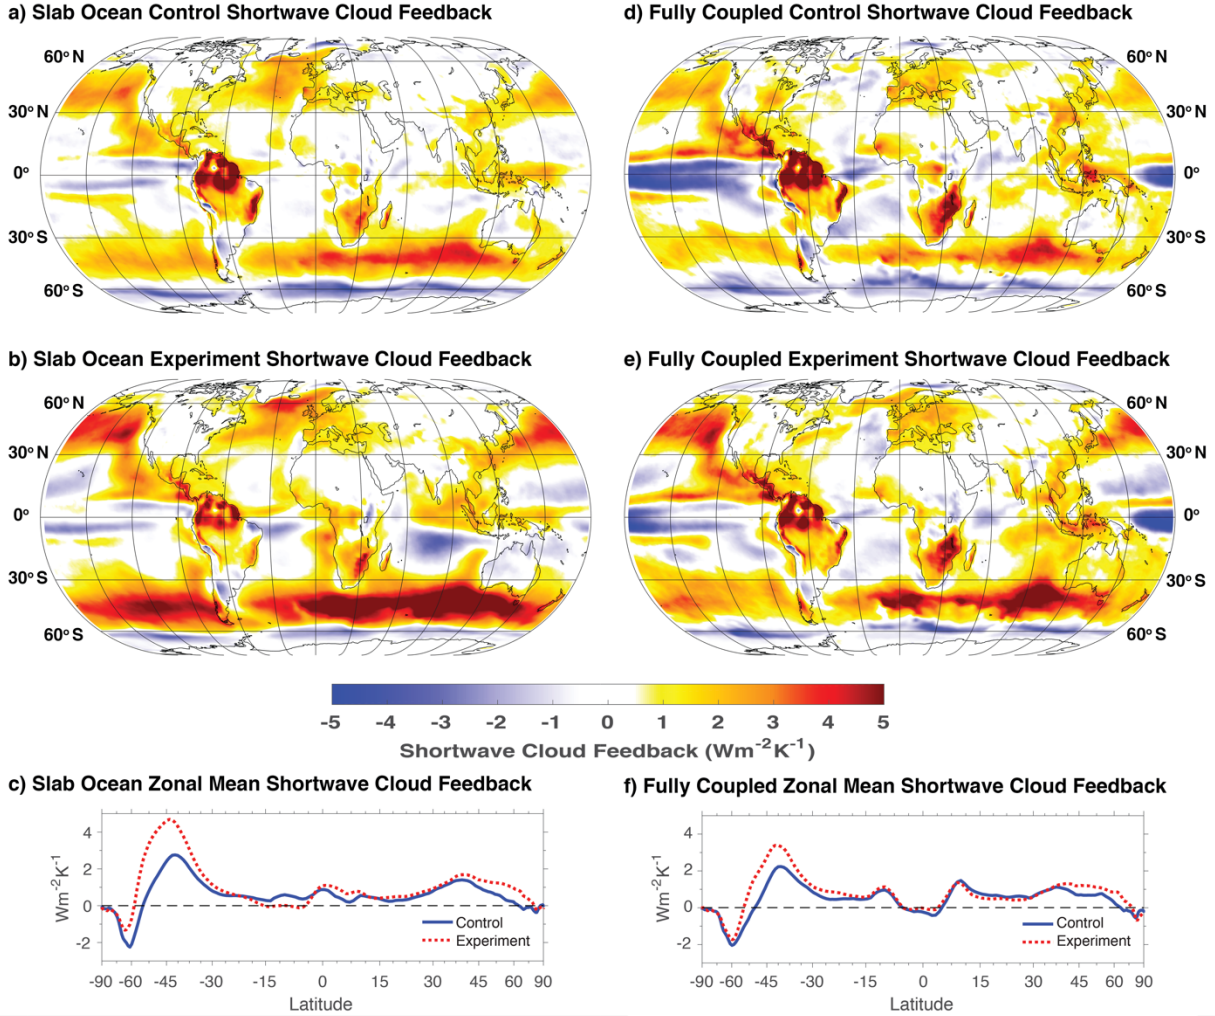 a) Slab Ocean Control Shortwave Cloud Feedback
60° N
30° N
0°
30° S
60° S
d) Fully Coupled Control Shortwave Cloud Feedback
60° N
30° N
0°
30° S
60° S
b) Slab Ocean Experiment Shortwave Cloud Feedback
60° N
30° N
0°
30° S
60° S
e) Fully Coupled Experiment Shortwave Cloud Feedback
60° N
30° N
0°
30° S
60° S
-5 -4 -3 -2 -1 0 1 2 3 4 5
Shortwave Cloud Feedback (Wm⁻²K⁻¹)
c) Slab Ocean Zonal Mean Shortwave Cloud Feedback
Wm⁻²K⁻¹
4
2
0
-2
Control
Experiment
-90 -60 -45 -30 -15 0 15 30 45 60 90
Latitude
f) Fully Coupled Zonal Mean Shortwave Cloud Feedback
Wm⁻²K⁻¹
4
2
0
-2
Control
Experiment
-90 -60 -45 -30 -15 0 15 30 45 60 90
Latitude